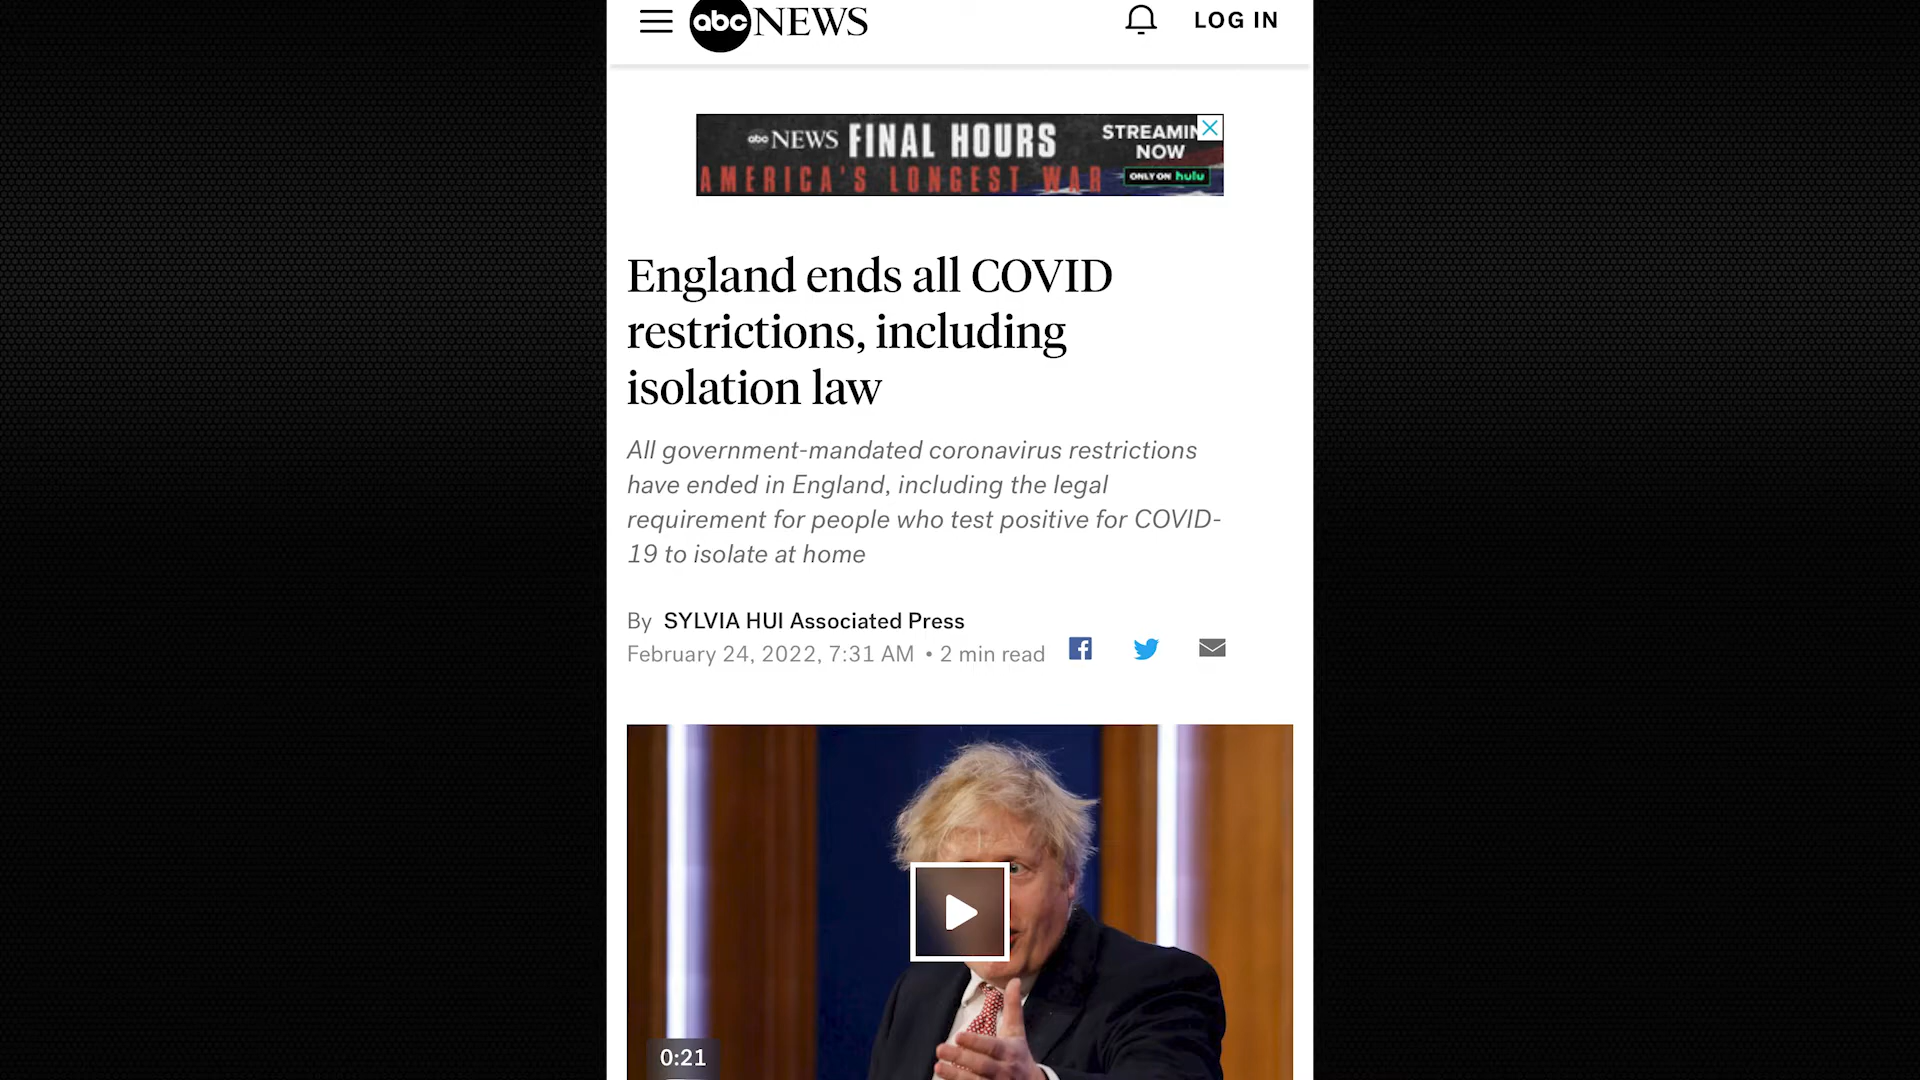 abc NEWS
LOG IN
abc NEWS FINAL HOURS
AMERICA'S LONGEST WAR
NOW
ONLY ON hulu
England ends all COVID
restrictions, including
isolation law
All government-mandated coronavirus restrictions
have ended in England, including the legal
requirement for people who test positive for COVID-
19 to isolate at home
By SYLVIA HUI Associated Press
February 24, 2022, 7:31 AM • 2 min read
0:21